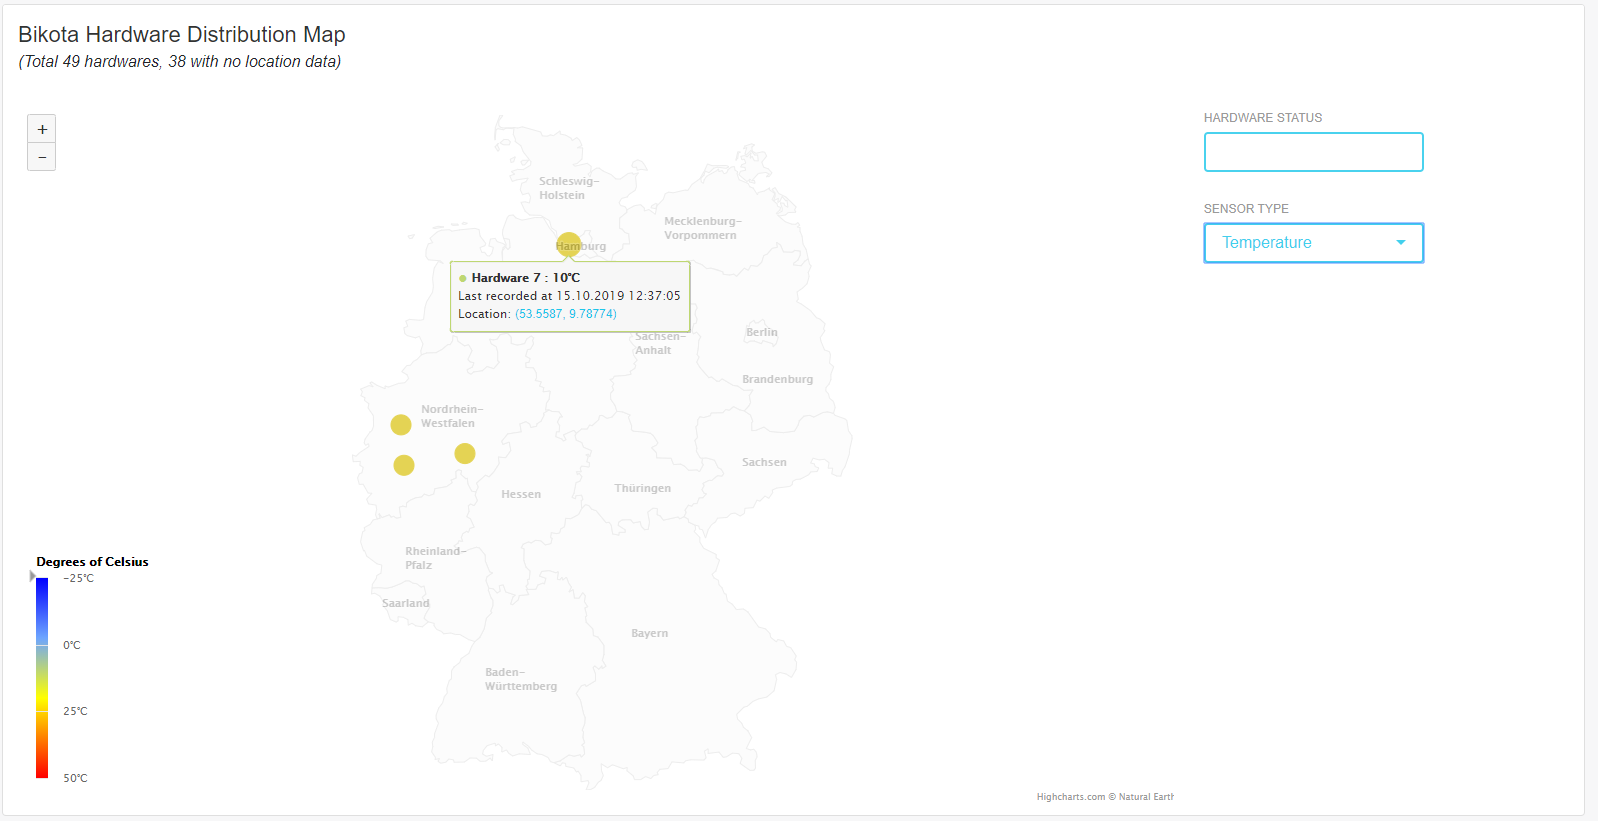 Bikota Hardware Distribution Map
(Total 49 hardwares, 38 with no location data)
+
−
HARDWARE STATUS
SENSOR TYPE
Temperature
Schleswig-
Holstein
Mecklenburg-
Vorpommern
Hamburg
Hardware 7 : 10°C
Last recorded at 15.10.2019 12:37:05
Location: (53.5587, 9.78774)
Sachsen-
Anhalt
Berlin
Brandenburg
Nordrhein-
Westfalen
Sachsen
Thüringen
Hessen
Rheinland-
Pfalz
Saarland
Bayern
Baden-
Württemberg
Degrees of Celsius
−25°C
0°C
25°C
50°C
Highcharts.com © Natural Earth